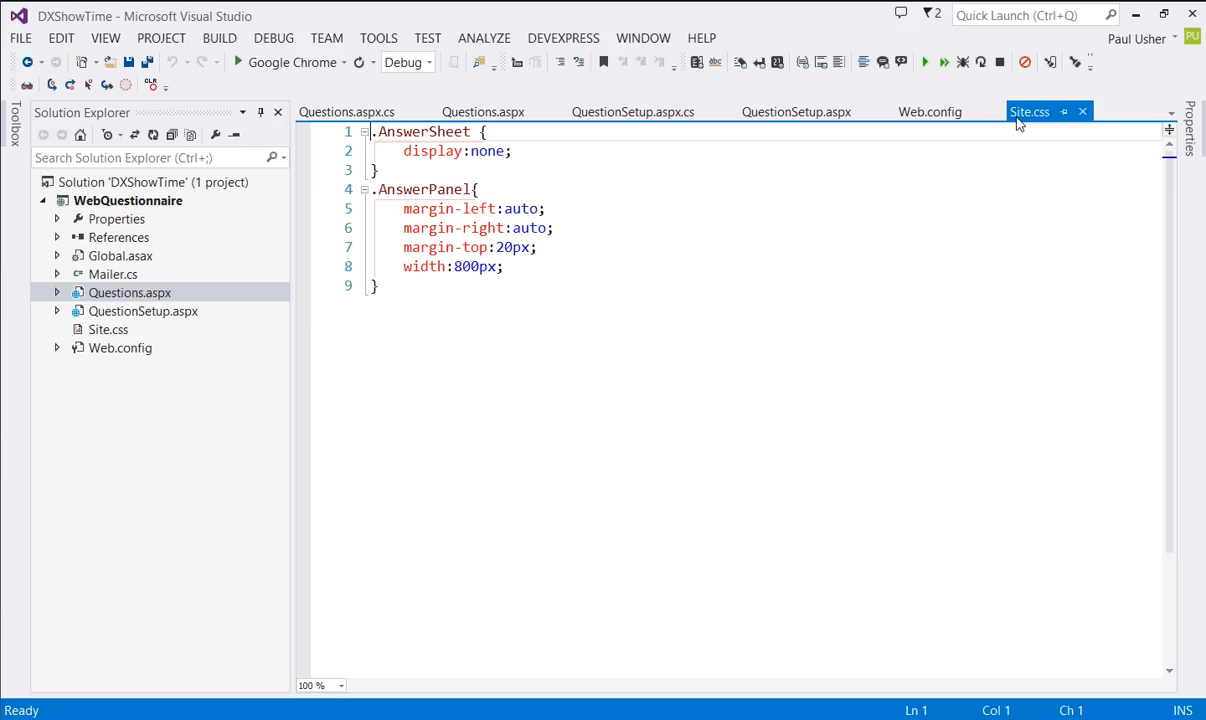 DXShowTime - Microsoft Visual Studio
2
Quick Launch (Ctrl+Q)
FILE EDIT VIEW PROJECT BUILD DEBUG TEAM TOOLS TEST ANALYZE DEVEXPRESS WINDOW HELP
Paul Usher
PU
Google Chrome
Debug
CLR
Toolbox
Solution Explorer
Search Solution Explorer (Ctrl+;)
Solution 'DXShowTime' (1 project)
WebQuestionnaire
Properties
References
Global.asax
Mailer.cs
Questions.aspx
QuestionSetup.aspx
Site.css
Web.config
Questions.aspx.cs Questions.aspx QuestionSetup.aspx.cs QuestionSetup.aspx Web.config Site.css
1 .AnswerSheet {
2 display:none;
3 }
4 .AnswerPanel{
5 margin-left:auto;
6 margin-right:auto;
7 margin-top:20px;
8 width:800px;
9 }
Properties
100 %
Ready Ln 1 Col 1 Ch 1 INS